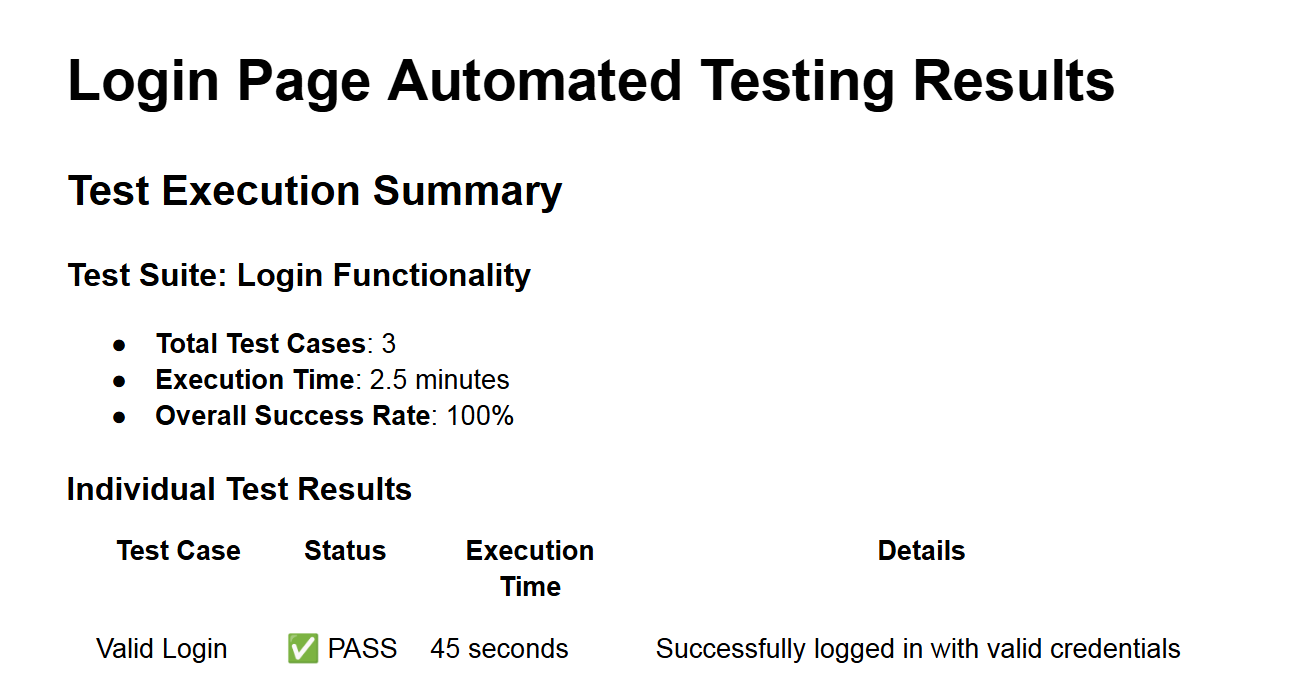 Login Page Automated Testing Results
Test Execution Summary
Test Suite: Login Functionality
● Total Test Cases: 3
● Execution Time: 2.5 minutes
● Overall Success Rate: 100%
Individual Test Results
Test Case Status Execution Time Details
Valid Login ✅ PASS 45 seconds Successfully logged in with valid credentials